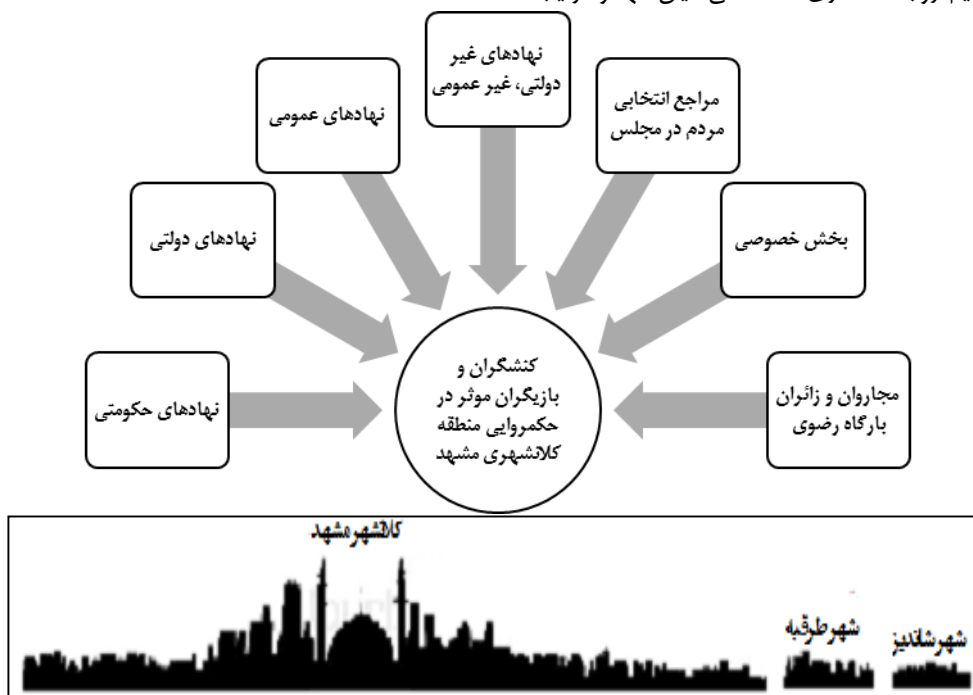 نهادهای غیر
دولتی، غیر عمومی
مراجع انتخابی
مردم در مجلس
نهادهای عمومی
بخش خصوصی
نهادهای دولتی
مجاروان و زائران
بارگاه رضوی
نهادهای حکومتی
کنشگران و
بازیگران موثر در
حکمروایی منطقه
کلانشهری مشهد
کلانشهر مشهد
شهر طرقبه
شهر شاندیز